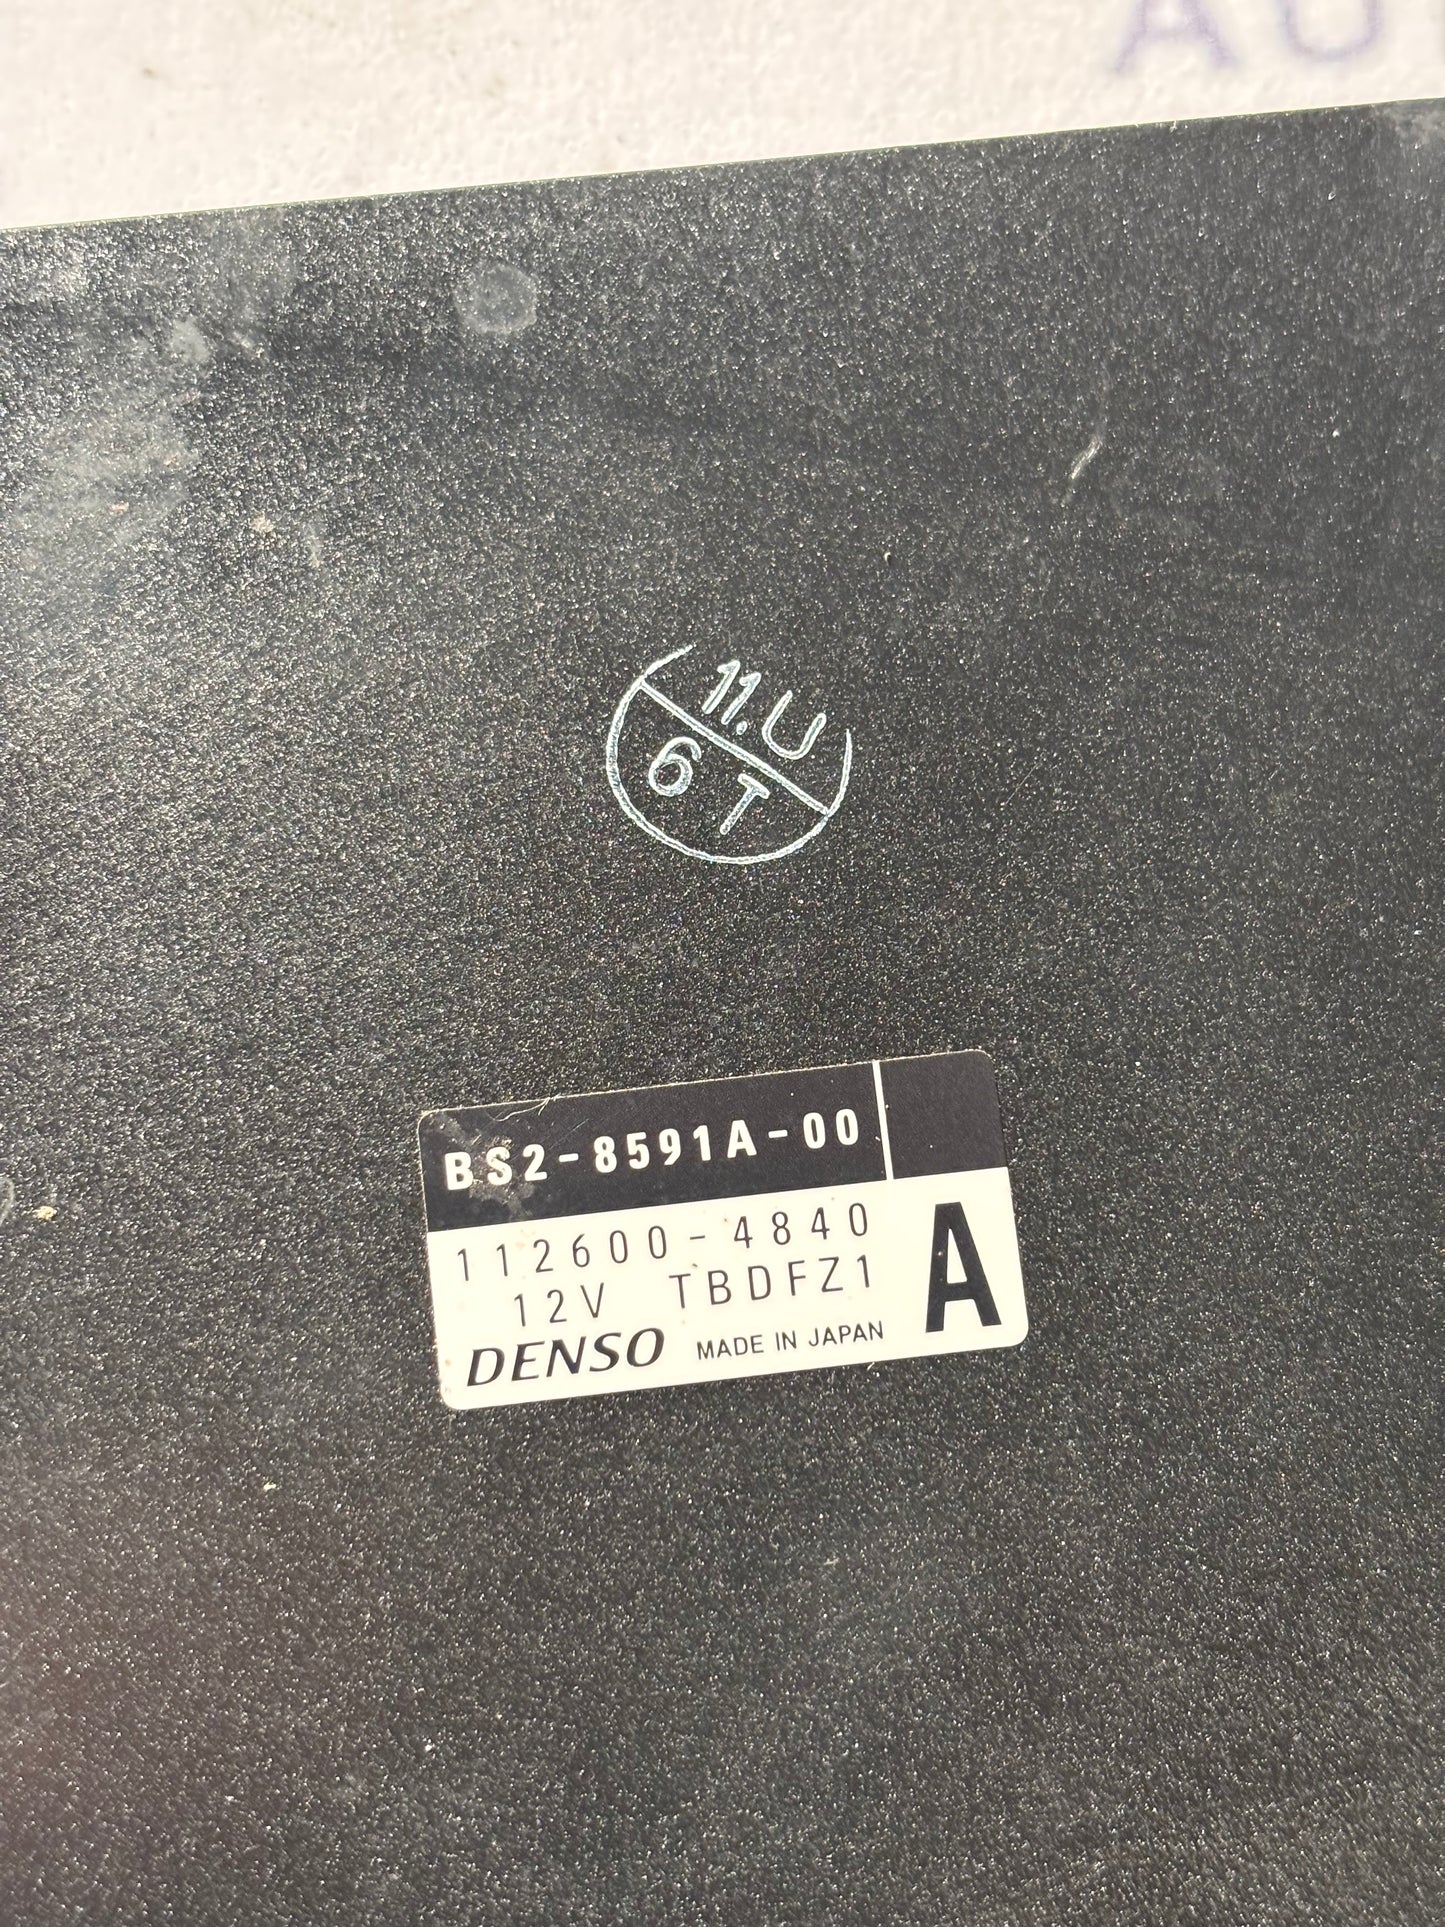 11.U
6 T
BS2-8591A-00
112600-4840
12V TBDFZ1
A
DENSO MADE IN JAPAN